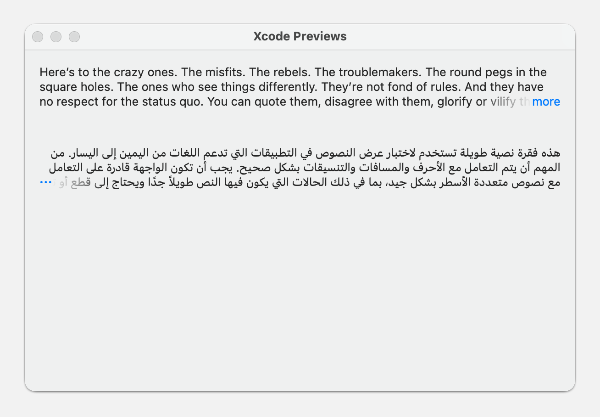 Xcode Previews
Here's to the crazy ones. The misfits. The rebels. The troublemakers. The round pegs in the
square holes. The ones who see things differently. They're not fond of rules. And they have
no respect for the status quo. You can quote them, disagree with them, glorify or vilify th more
هذه فقرة نصية طويلة تستخدم لاختبار عرض النصوص في التطبيقات التي تدعم اللغات من اليمين إلى اليسار. من
المهم أن يتم التعامل مع الأحرف والمسافات والتنسيقات بشكل صحيح. يجب أن تكون الواجهة قادرة على التعامل
مع نصوص متعددة الأسطر بشكل جيد، بما في ذلك الحالات التي يكون فيها النص طويلاً جدًا ويحتاج إلى قطع أو ...